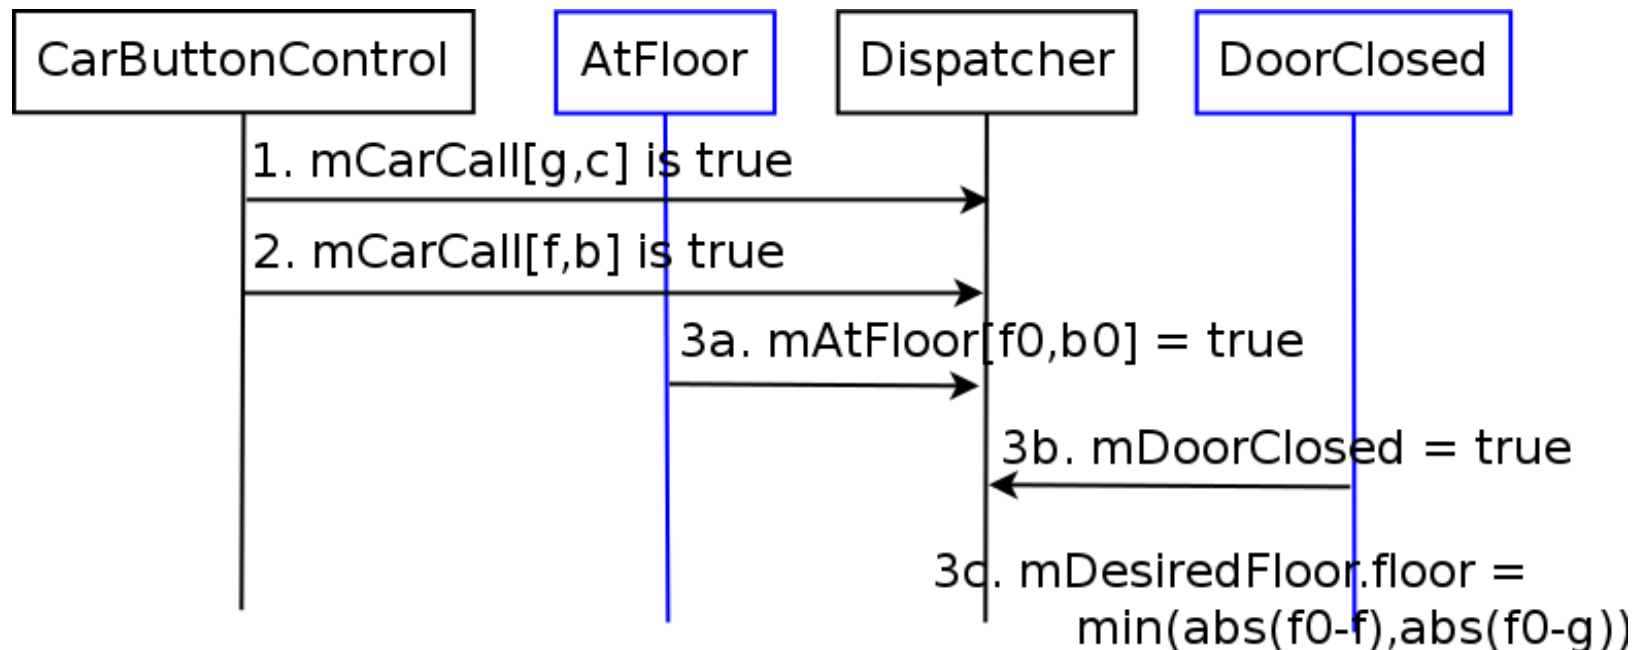 CarButtonControl
AtFloor
Dispatcher
DoorClosed
1. mCarCall[g,c] is true
2. mCarCall[f,b] is true
3a. mAtFloor[f0,b0] = true
3b. mDoorClosed = true
3c. mDesiredFloor.floor =
min(abs(f0-f),abs(f0-g))